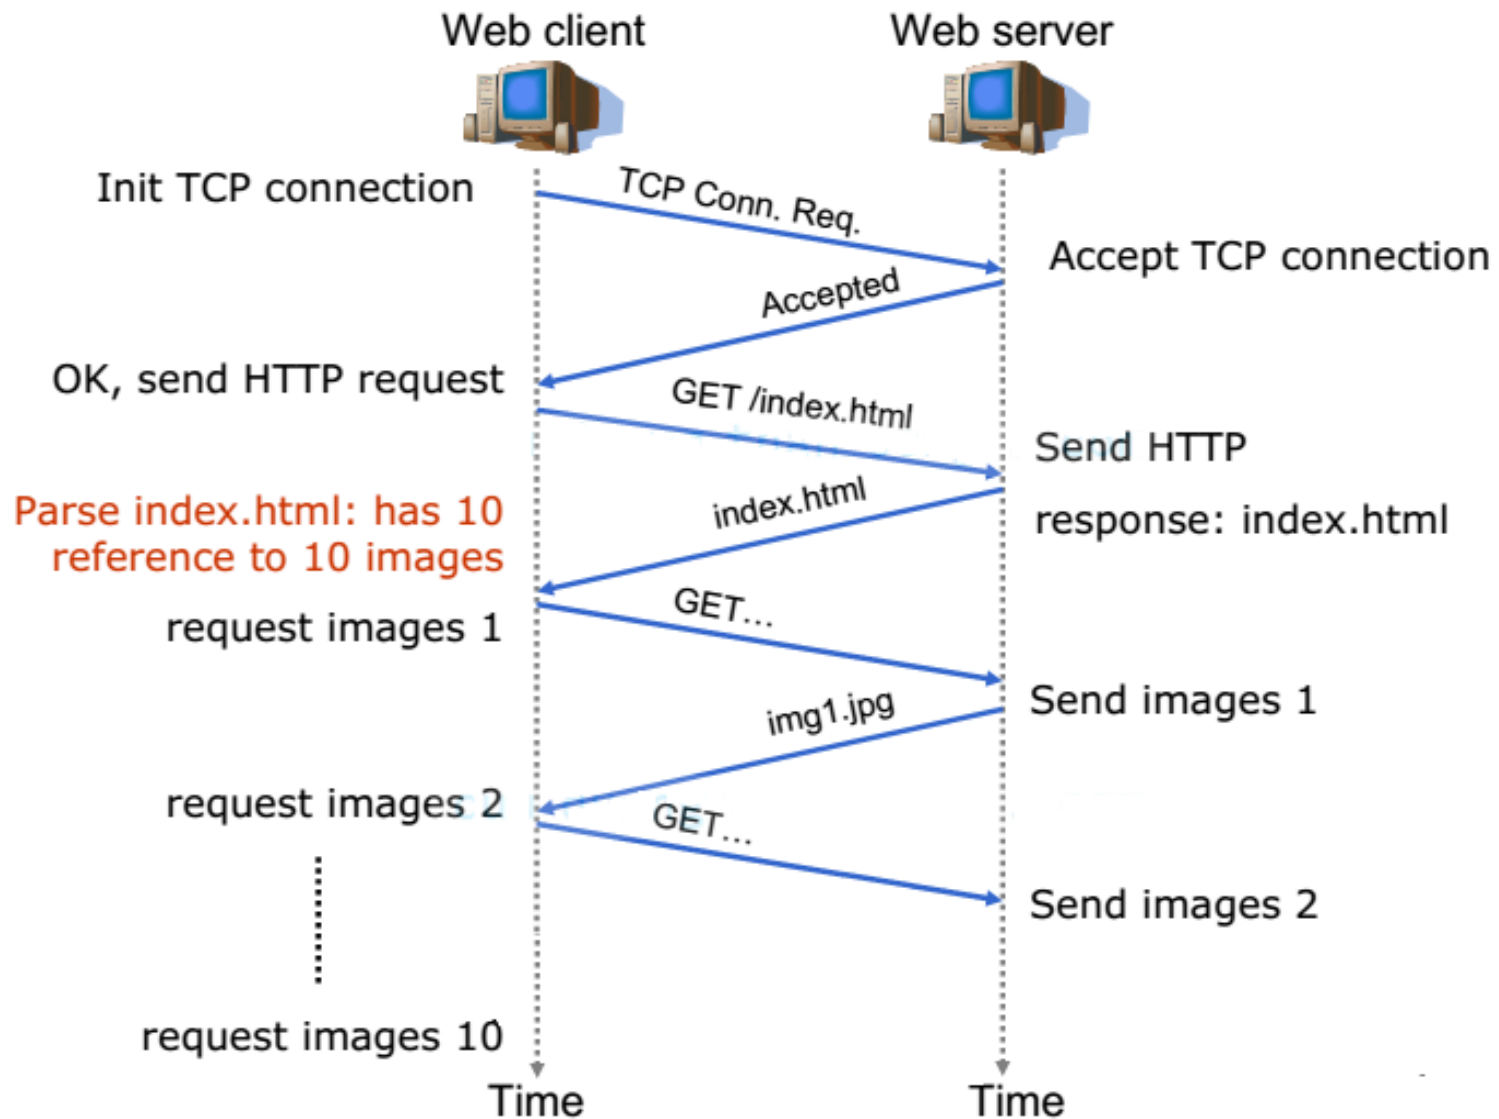 Web client
Web server
Init TCP connection
TCP Conn. Req.
Accept TCP connection
Accepted
OK, send HTTP request
GET /index.html
Send HTTP
index.html
response: index.html
Parse index.html: has 10
reference to 10 images
request images 1
GET...
Send images 1
img1.jpg
request images 2
GET...
Send images 2
request images 10
Time
Time